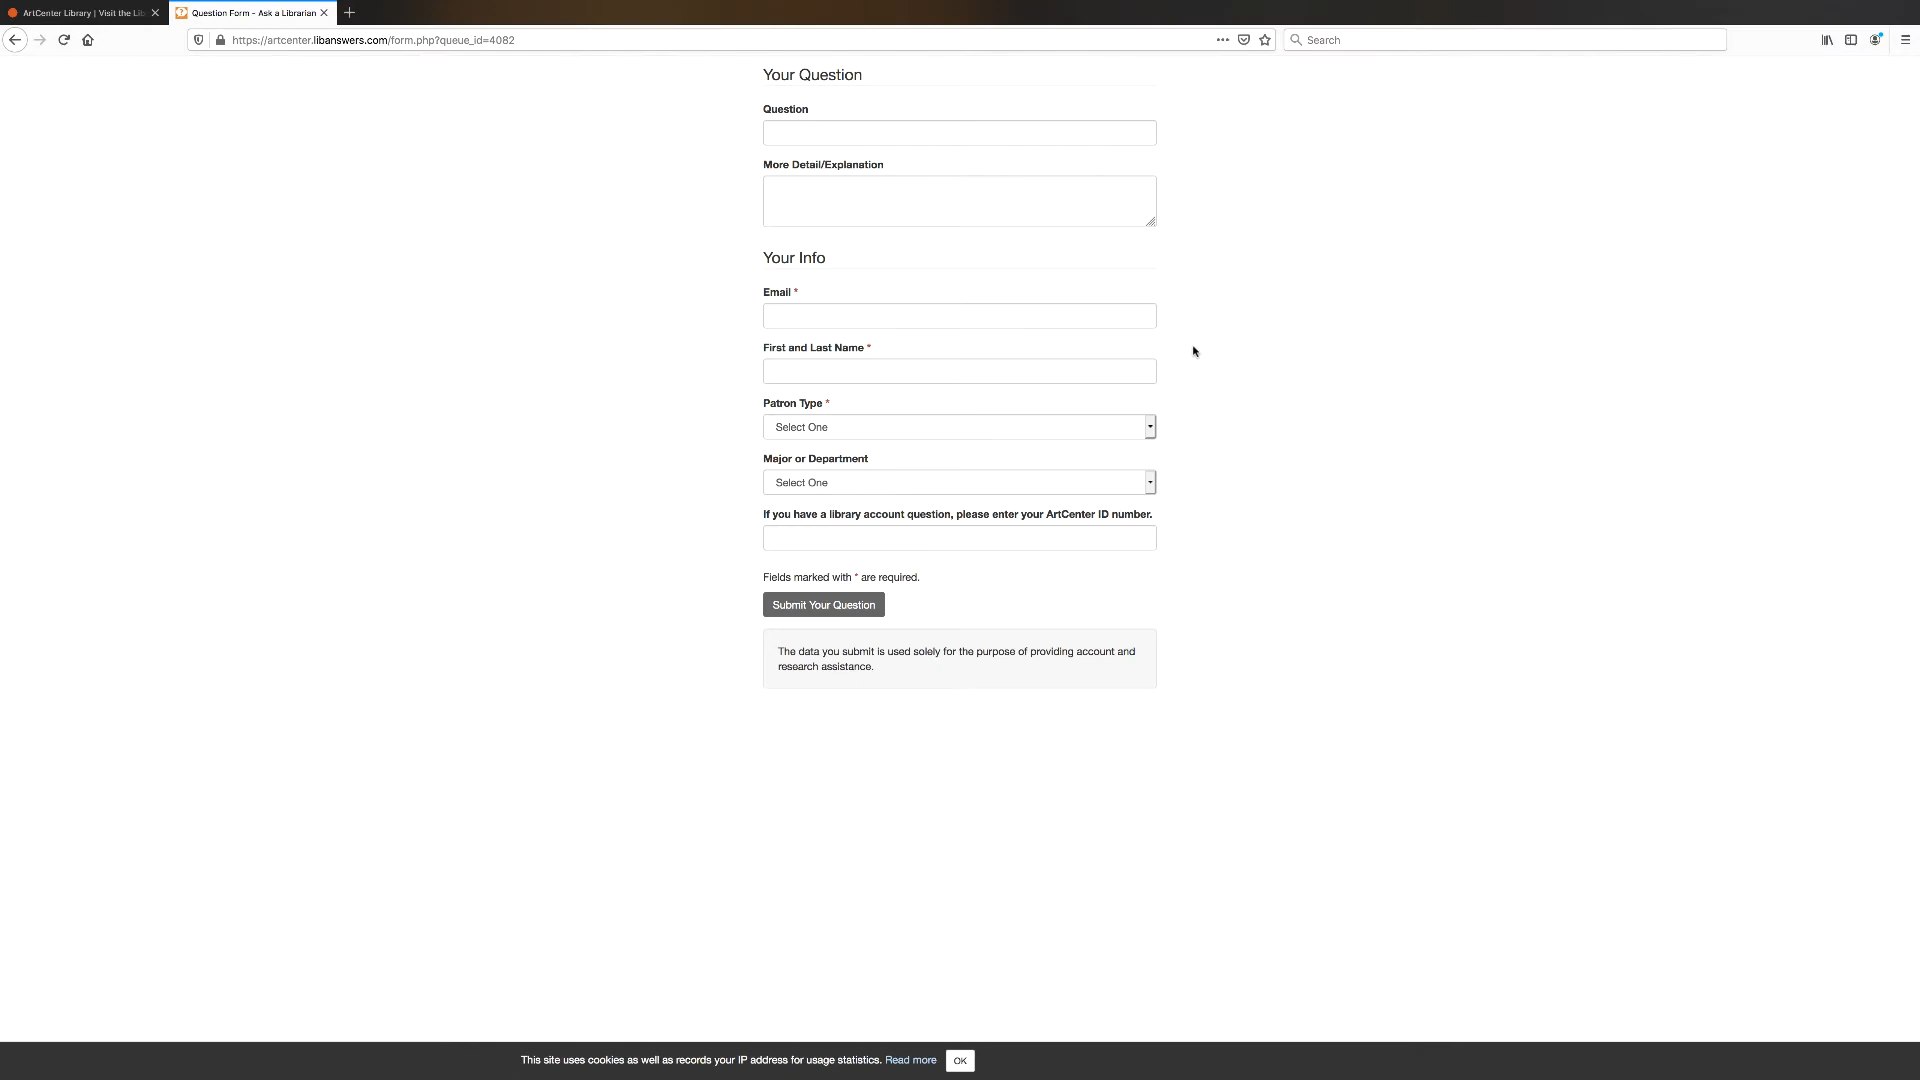 ArtCenter Library | Visit the Lib
Question Form - Ask a Librarian
https://artcenter.libanswers.com/form.php?queue_id=4082
Search
Your Question
Question
More Detail/Explanation
Your Info
Email *
First and Last Name *
Patron Type *
Select One
Major or Department
Select One
If you have a library account question, please enter your ArtCenter ID number.
Fields marked with * are required.
Submit Your Question
The data you submit is used solely for the purpose of providing account and
research assistance.
This site uses cookies as well as records your IP address for usage statistics. Read more OK